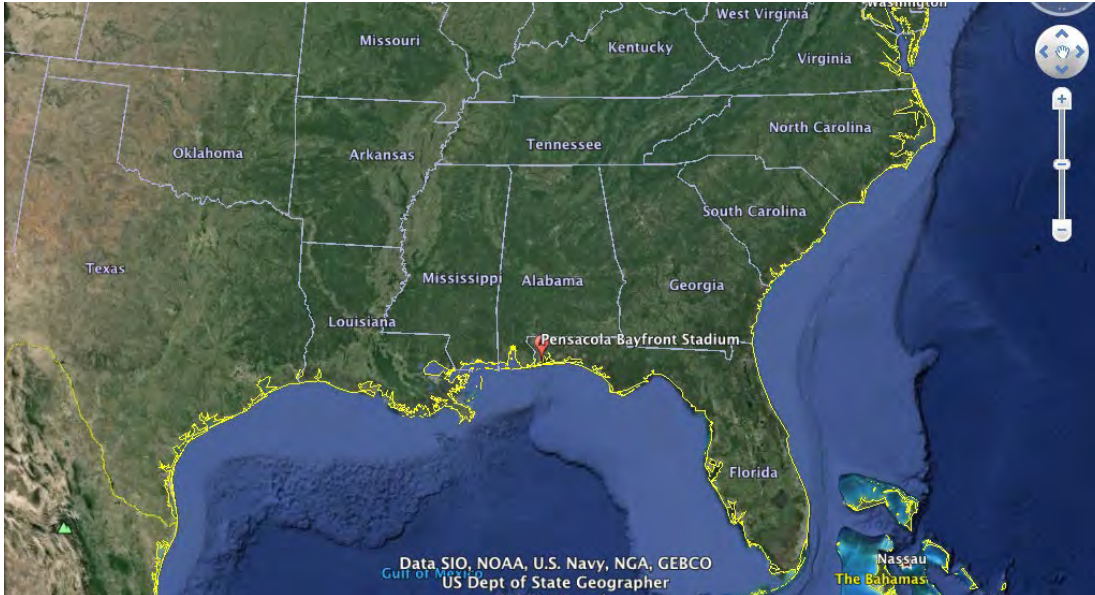 Washington
West Virginia
Missouri
Kentucky
Virginia
North Carolina
Tennessee
Oklahoma
Arkansas
South Carolina
Texas
Mississippi
Alabama
Georgia
Louisiana
Pensacola Bayfront Stadium
Florida
Data SIO, NOAA, U.S. Navy, NGA, GEBCO
Nassau
Gulf of Mexico
US Dept of State Geographer
The Bahamas